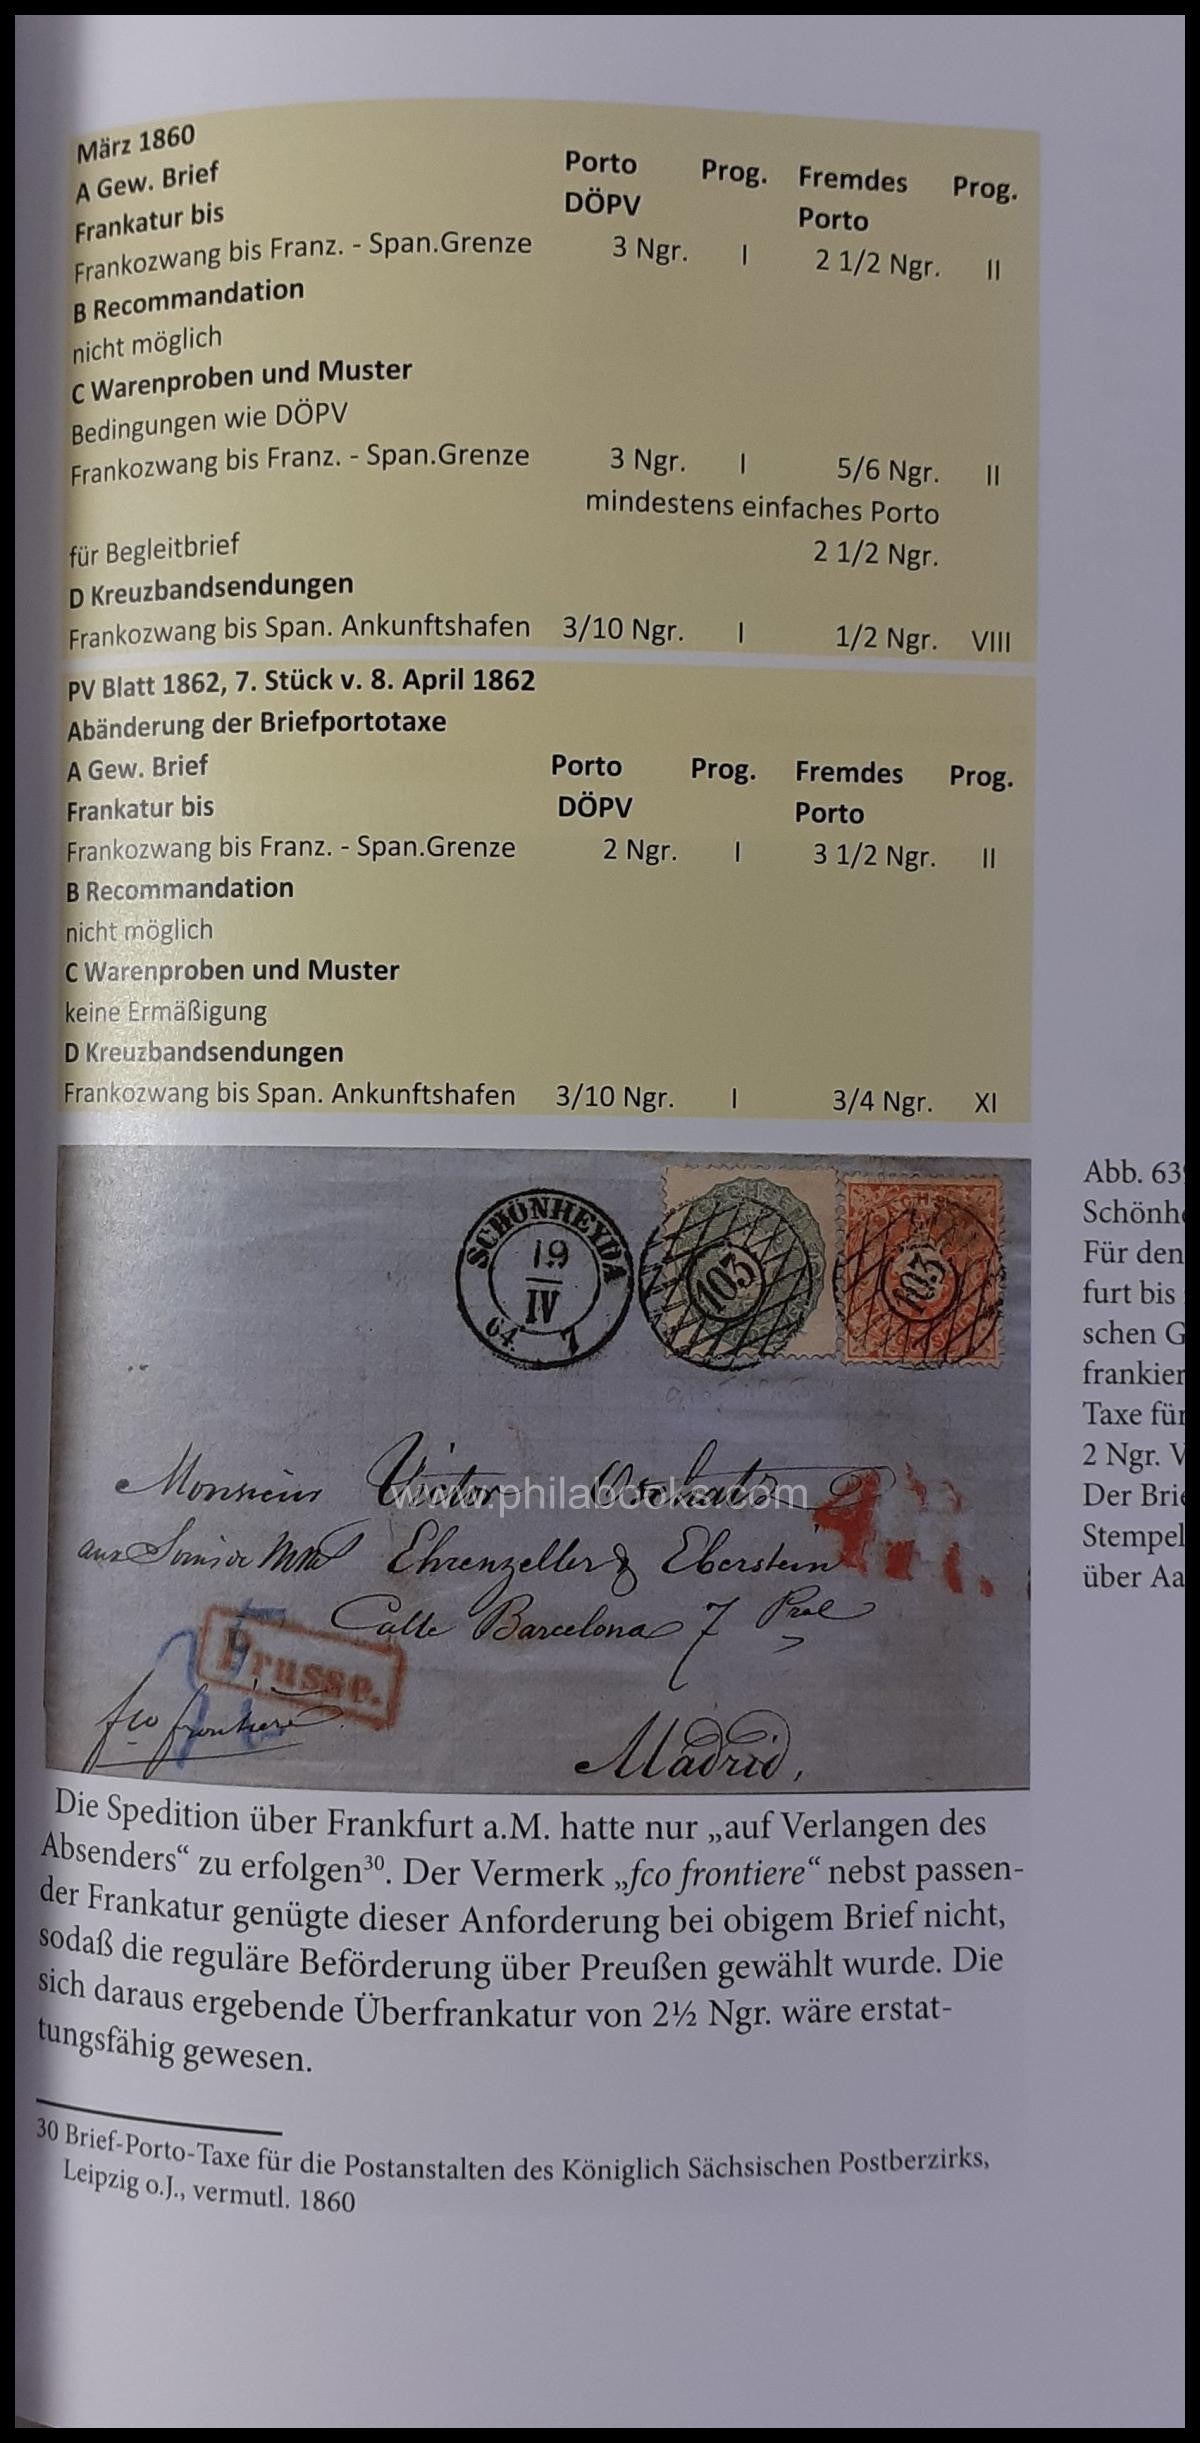 März 1860
A Gew. Brief Porto Prog. Fremdes Prog.
Frankatur bis DÖPV Porto
Frankozwang bis Franz. - Span.Grenze 3 Ngr. I 2 1/2 Ngr. II
B Recommandation
nicht möglich
C Warenproben und Muster
Bedingungen wie DÖPV
Frankozwang bis Franz. - Span.Grenze 3 Ngr. I 5/6 Ngr. II
mindestens einfaches Porto
für Begleitbrief 2 1/2 Ngr.
D Kreuzbandsendungen
Frankozwang bis Span. Ankunftshafen 3/10 Ngr. I 1/2 Ngr. VIII
PV Blatt 1862, 7. Stück v. 8. April 1862
Abänderung der Briefportotaxe
A Gew. Brief Porto Prog. Fremdes Prog.
Frankatur bis DÖPV Porto
Frankozwang bis Franz. - Span.Grenze 2 Ngr. I 3 1/2 Ngr. II
B Recommandation
nicht möglich
C Warenproben und Muster
keine Ermäßigung
D Kreuzbandsendungen
Frankozwang bis Span. Ankunftshafen 3/10 Ngr. I 3/4 Ngr. XI
SCHÖNHEYDA
19
IV
64. 7
103
103
Monsieur Victor
www.philabooks.com
Ehrenzeller & Eberstein
Calle Barcelona 7 Pral
Prusse.
fco frontière
Madrid,
Abb. 63
Schönh
Für den
furt bis
schen G
frankier
Taxe für
2 Ngr. V
Der Brie
Stempel
über Aa
Die Spedition über Frankfurt a.M. hatte nur „auf Verlangen des
Absenders“ zu erfolgen³⁰. Der Vermerk „fco frontiere“ nebst passen-
der Frankatur genügte dieser Anforderung bei obigem Brief nicht,
sodaß die reguläre Beförderung über Preußen gewählt wurde. Die
sich daraus ergebende Überfrankatur von 2½ Ngr. wäre erstat-
tungsfähig gewesen.
30 Brief-Porto-Taxe für die Postanstalten des Königlich Sächsischen Postberzirks,
Leipzig o.J., vermutl. 1860